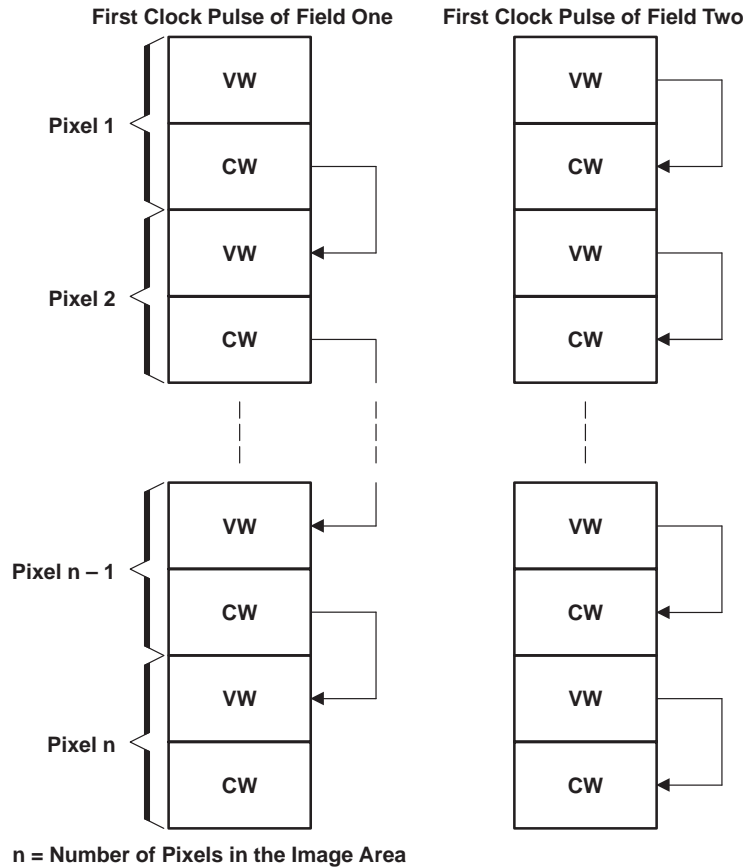 First Clock Pulse of Field One
First Clock Pulse of Field Two
Pixel 1
VW
CW
Pixel 2
VW
CW
Pixel n – 1
VW
CW
Pixel n
VW
CW
VW
CW
VW
CW
VW
CW
VW
CW
n = Number of Pixels in the Image Area